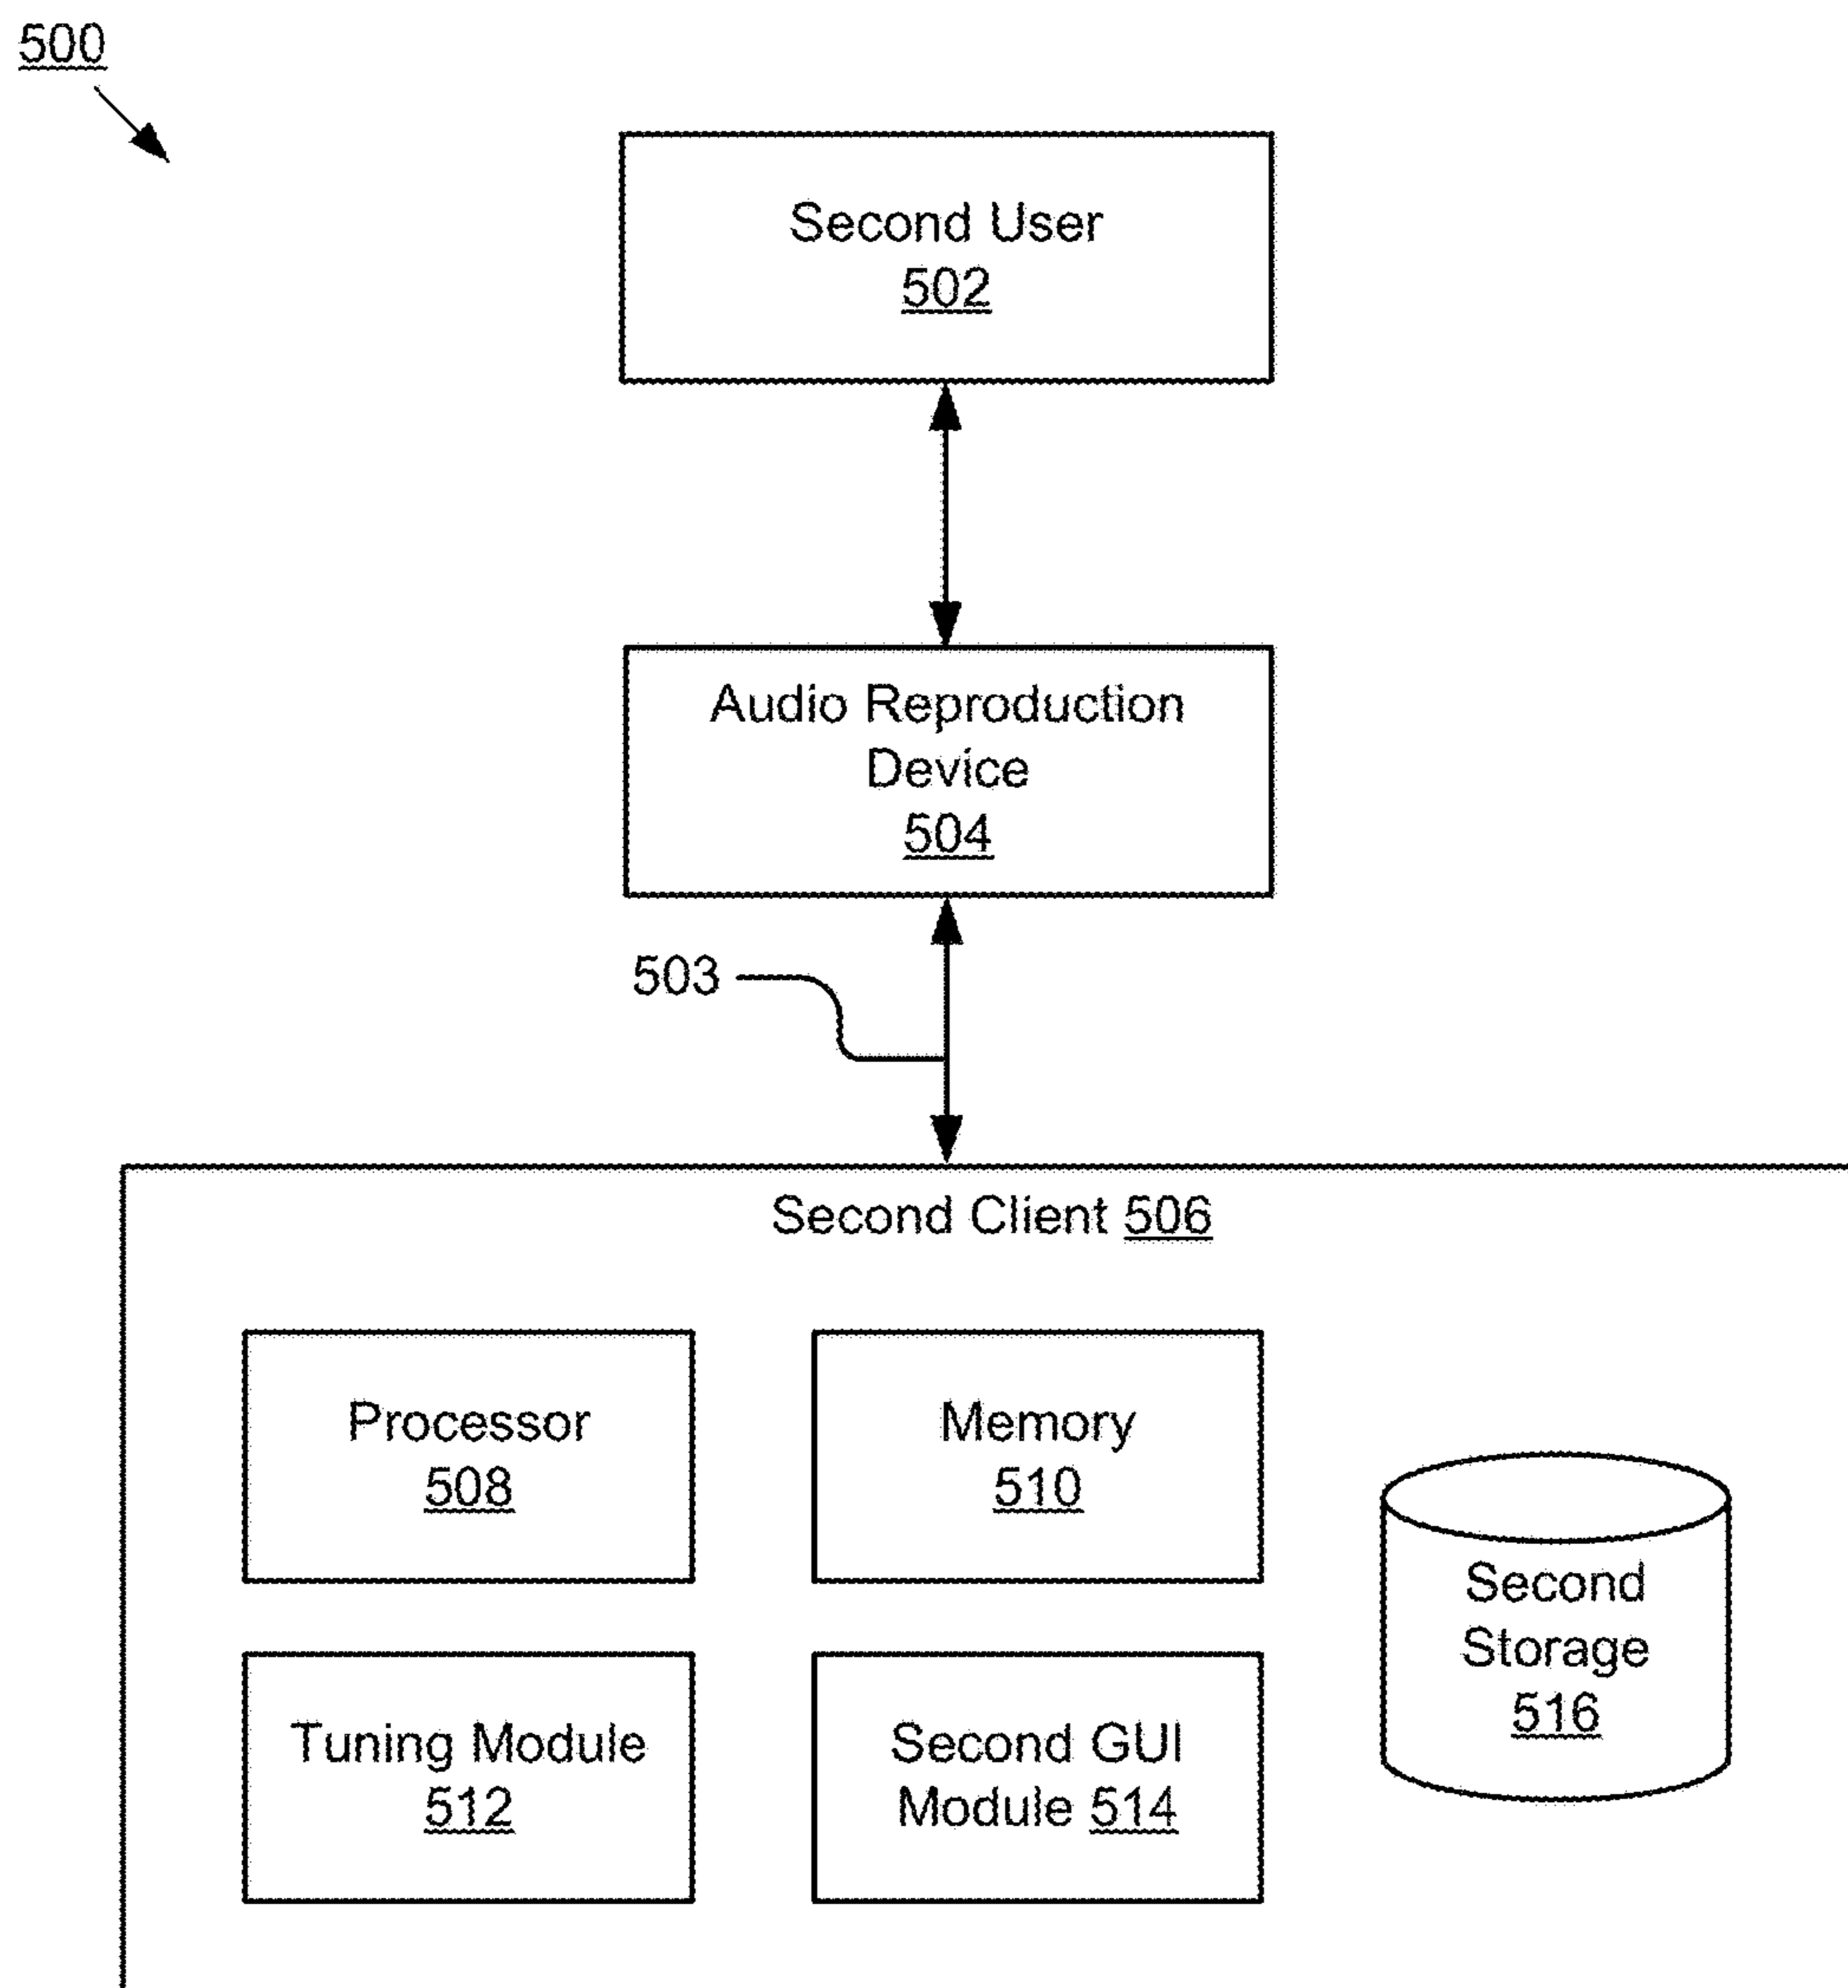 500
Second User
502
Audio Reproduction
Device
504
503
Second Client 506
Processor
508
Memory
510
Second
Storage
516
Tuning Module
512
Second GUI
Module 514